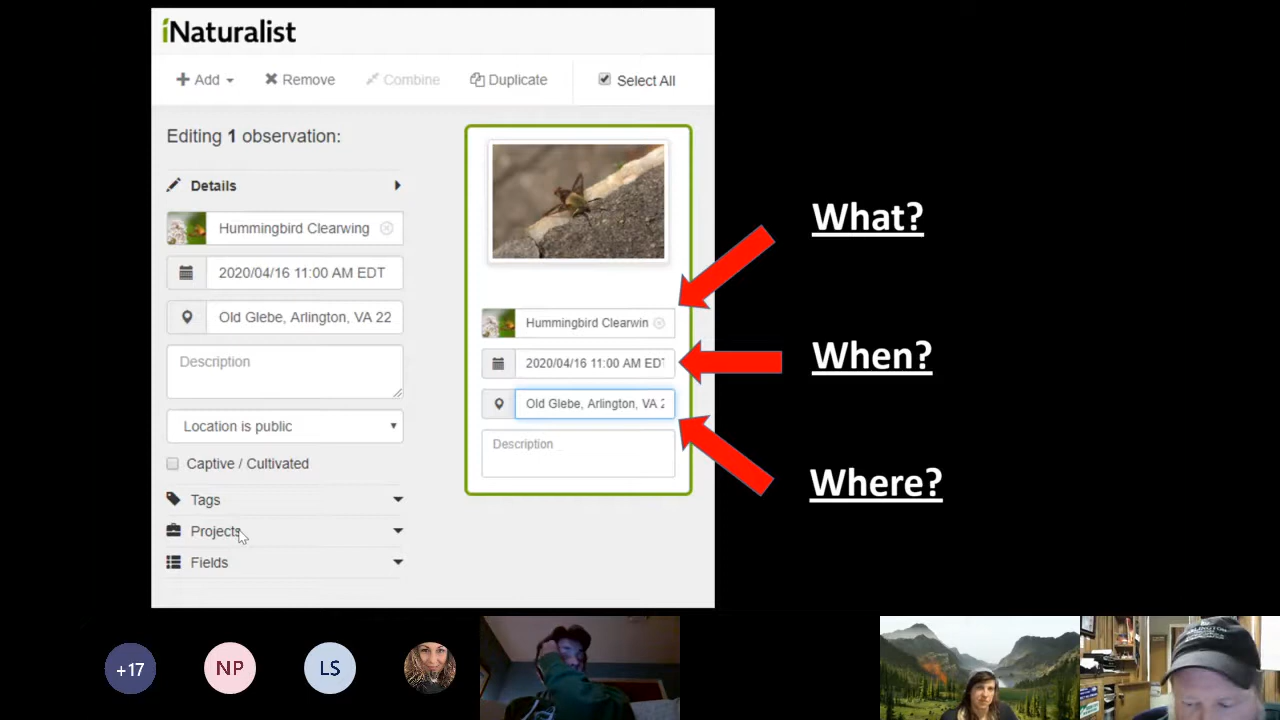 iNaturalist
Add
Remove
Combine
Duplicate
Select All
Editing 1 observation:
Details
Hummingbird Clearwing
2020/04/16 11:00 AM EDT
Old Glebe, Arlington, VA 22
Description
Location is public
Captive / Cultivated
Tags
Projects
Fields
Hummingbird Clearwin
2020/04/16 11:00 AM EDT
Old Glebe, Arlington, VA 2
Description
What?
When?
Where?
+17
NP
LS